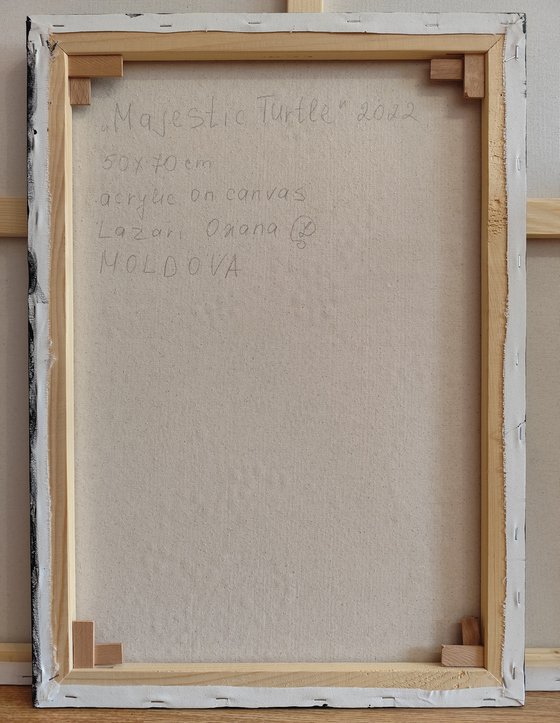 „Majestic Turtle" 2022
50x70 cm
acrylic on canvas
Lazari Oxana
MOLDOVA